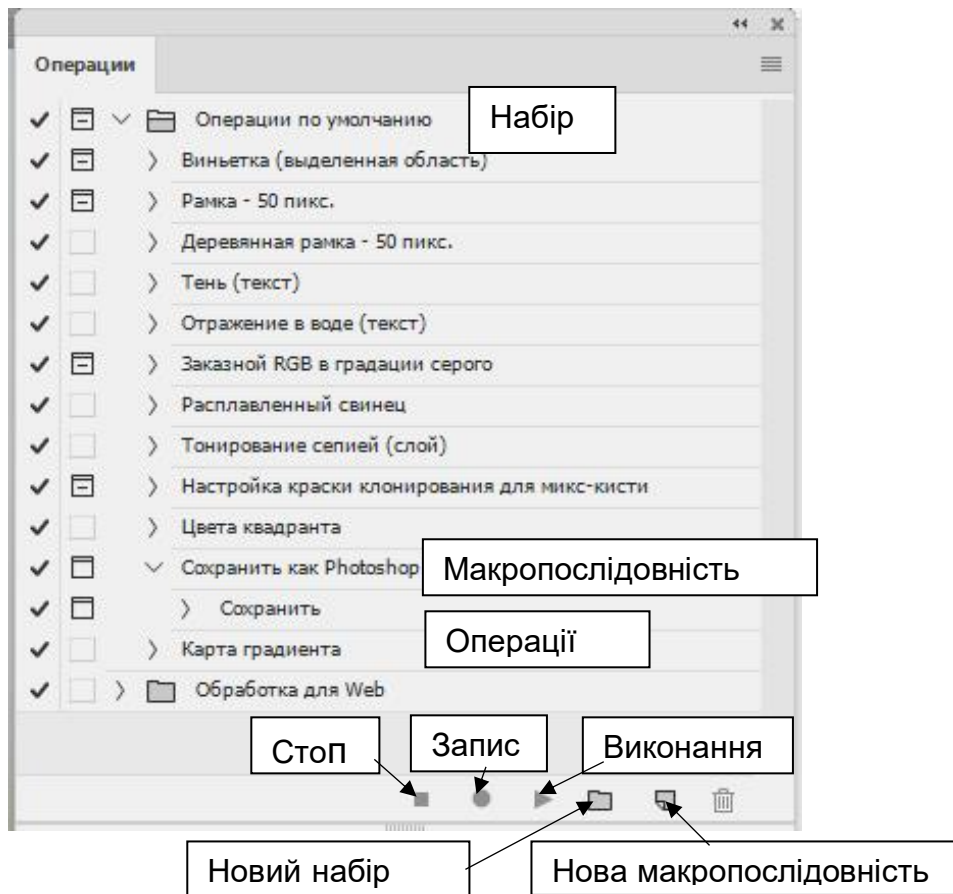 Операции
Операции по умолчанию
Набір
Виньетка (выделенная область)
Рамка - 50 пикс.
Деревянная рамка - 50 пикс.
Тень (текст)
Отражение в воде (текст)
Заказной RGB в градации серого
Расплавленный свинец
Тонирование сепией (слой)
Настройка краски клонирования для микс-кисти
Цвета квадранта
Сохранить как Photoshop
Макропослідовність
Сохранить
Операції
Карта градиента
Обработка для Web
Стоп
Запис
Виконання
Новий набір
Нова макропослідовність